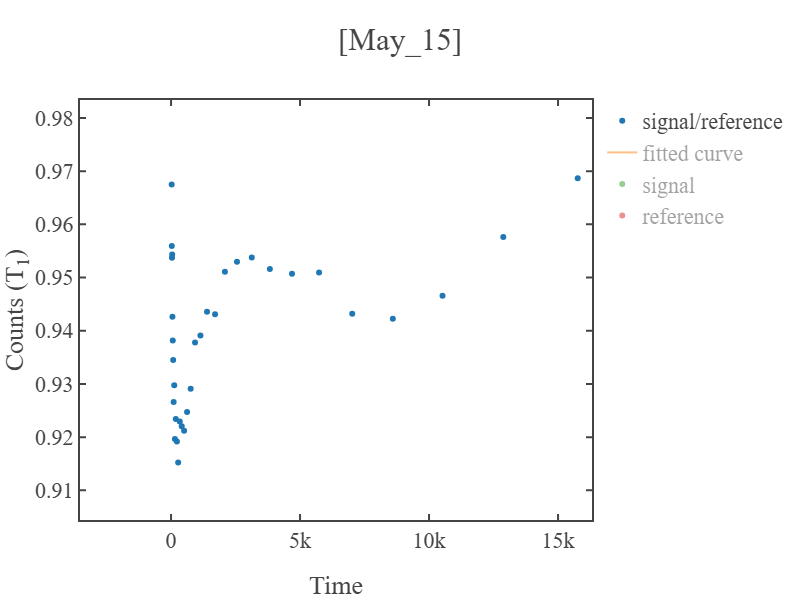 [May_15]
0.98
0.97
0.96
0.95
0.94
0.93
0.92
0.91
Counts (T1)
0
5k
10k
15k
Time
signal/reference
fitted curve
signal
reference